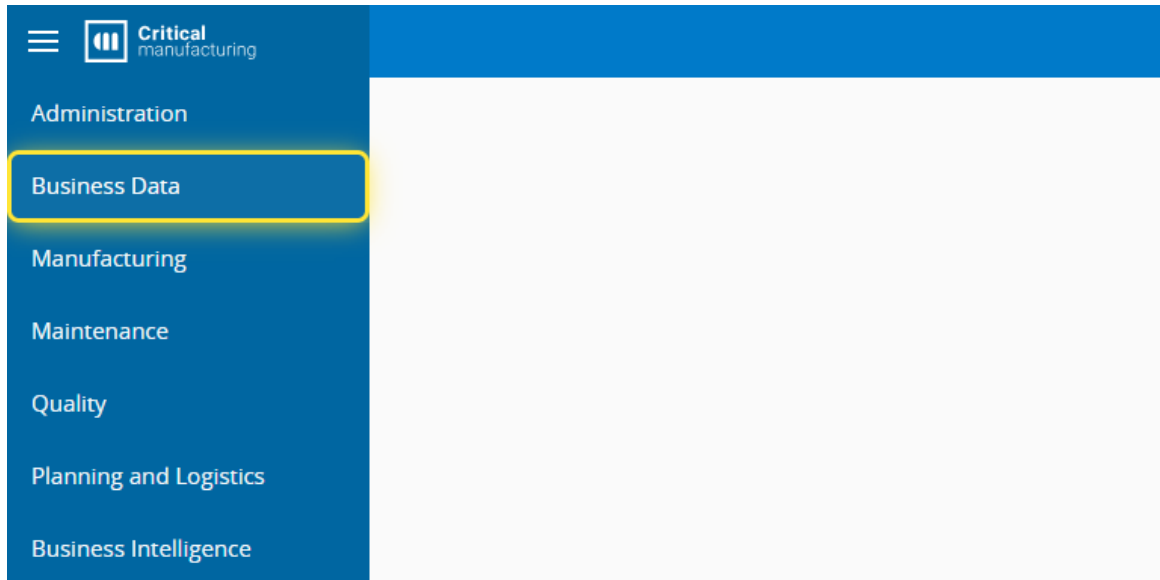 Critical
manufacturing
Administration
Business Data
Manufacturing
Maintenance
Quality
Planning and Logistics
Business Intelligence